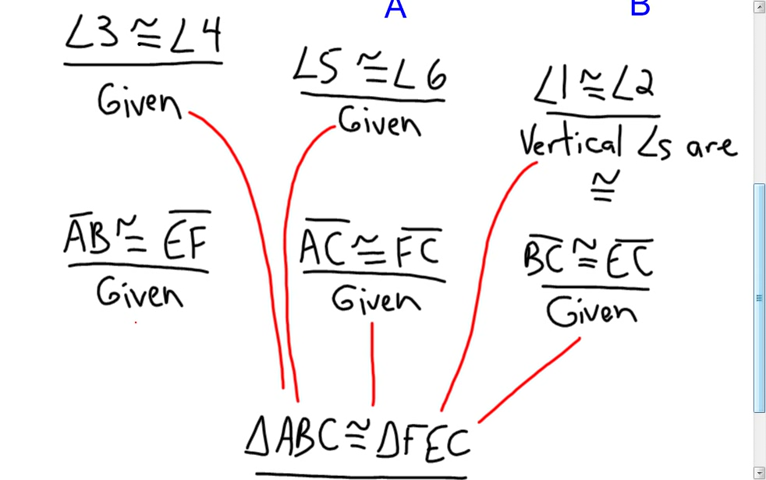 A B
∠3 ≅ ∠4
Given
∠5 ≅ ∠6
Given
∠1 ≅ ∠2
Vertical ∠s are
≅
AB ≅ EF
Given
AC ≅ FC
Given
BC ≅ EC
Given
ΔABC ≅ ΔFEC